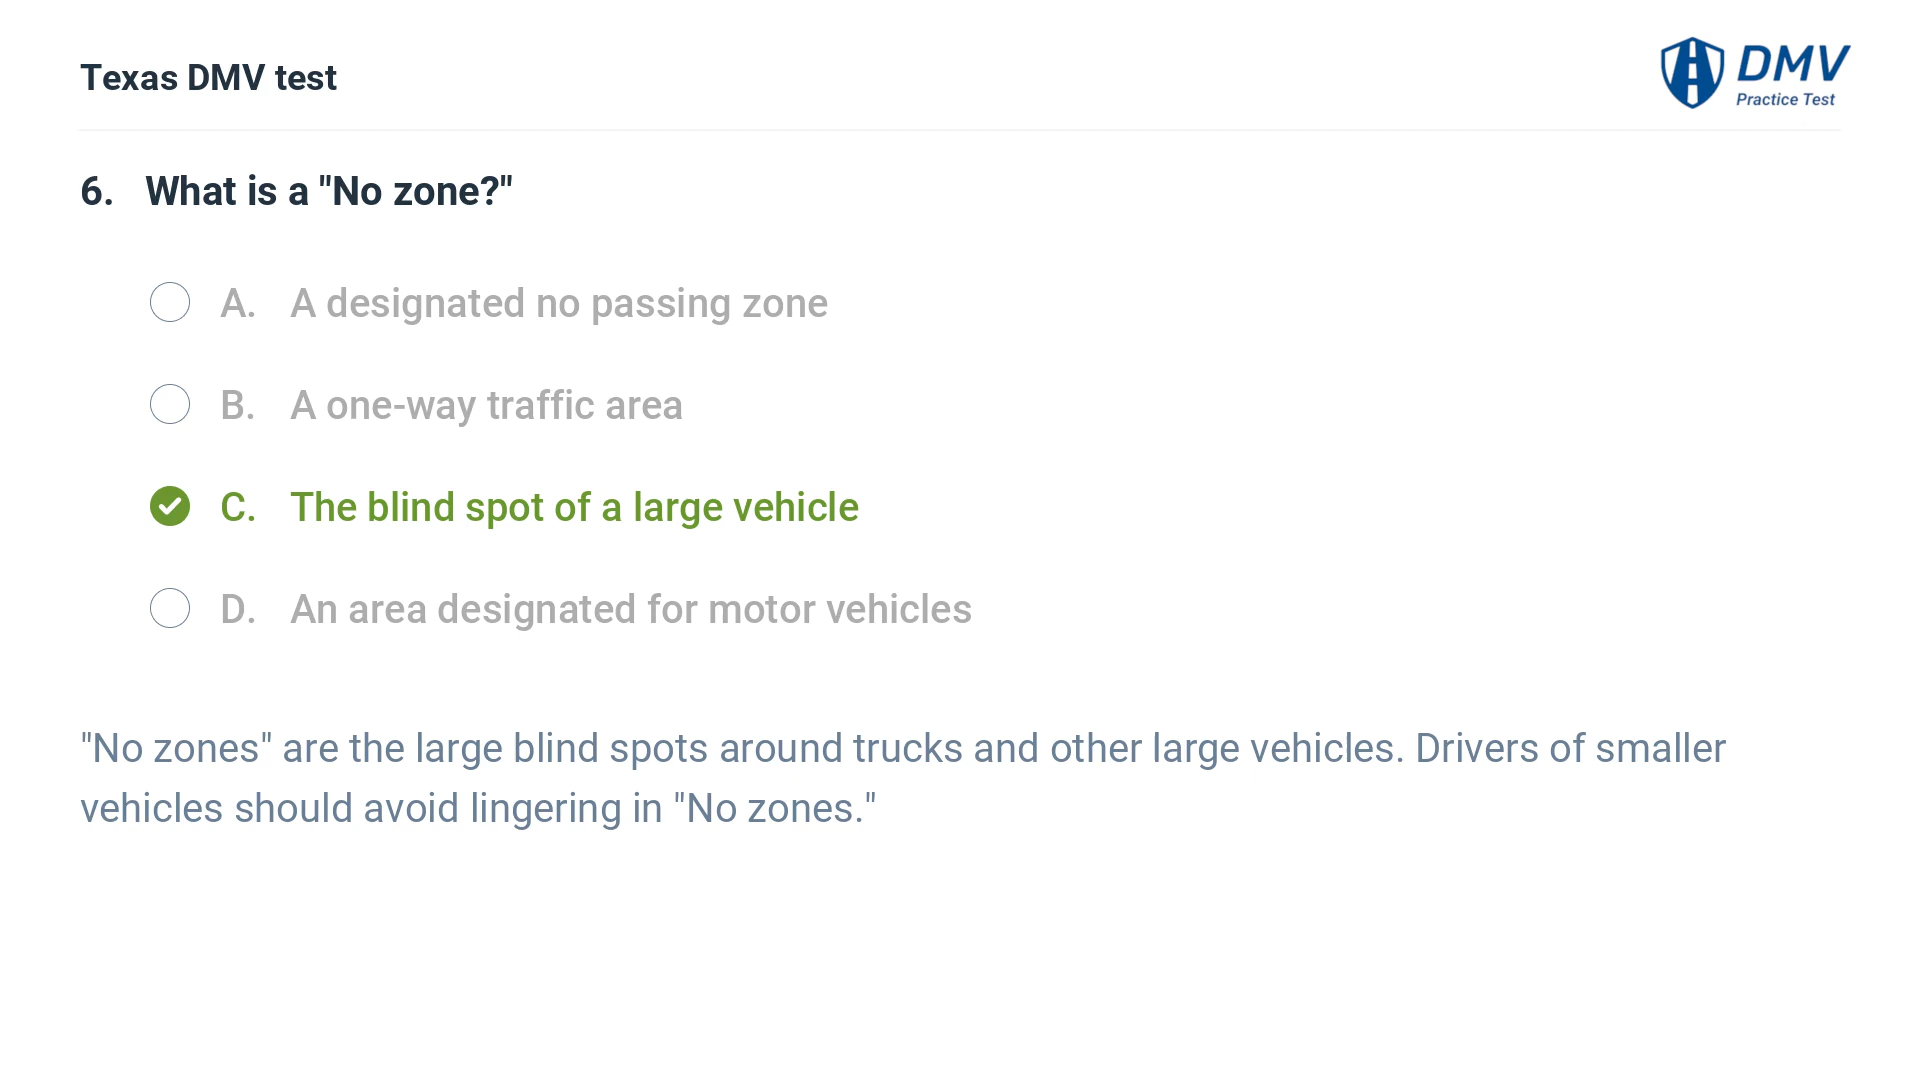 Texas DMV test
DMV
Practice Test
6. What is a "No zone?"
A. A designated no passing zone
B. A one-way traffic area
C. The blind spot of a large vehicle
D. An area designated for motor vehicles
"No zones" are the large blind spots around trucks and other large vehicles. Drivers of smaller
vehicles should avoid lingering in "No zones."